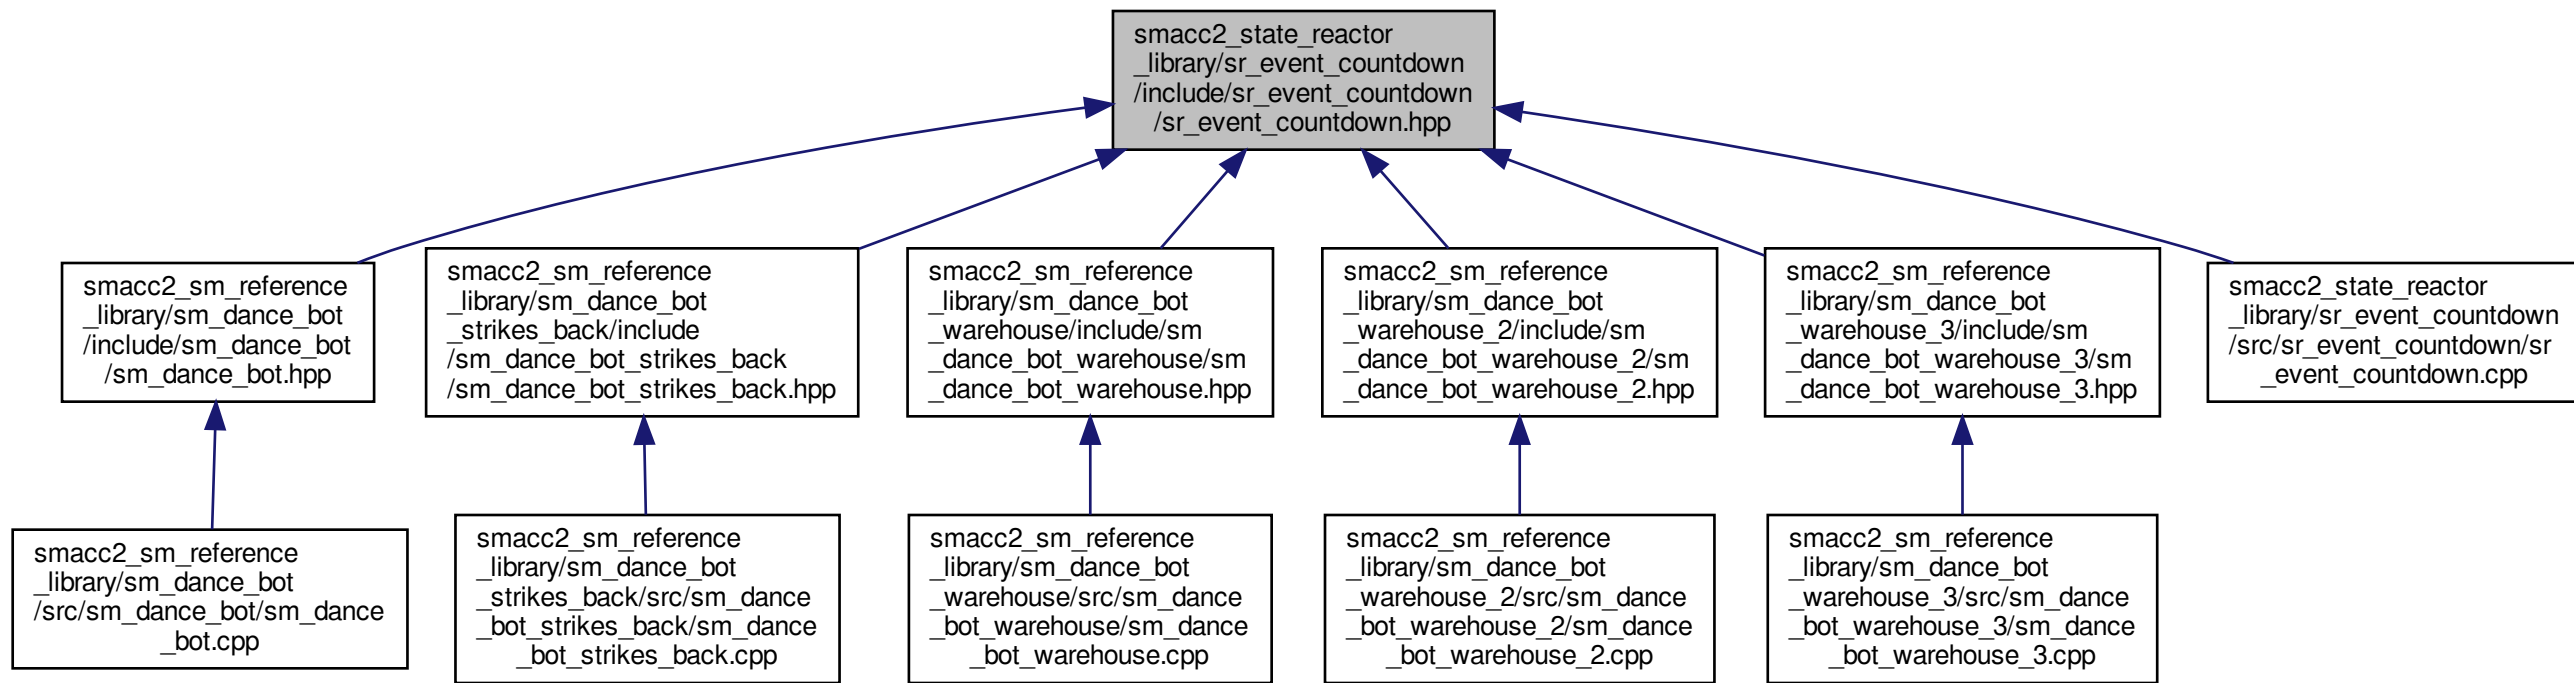 smacc2_state_reactor
_library/sr_event_countdown
/include/sr_event_countdown
/sr_event_countdown.hpp
smacc2_sm_reference
_library/sm_dance_bot
/include/sm_dance_bot
/sm_dance_bot.hpp
smacc2_sm_reference
_library/sm_dance_bot
_strikes_back/include
/sm_dance_bot_strikes_back
/sm_dance_bot_strikes_back.hpp
smacc2_sm_reference
_library/sm_dance_bot
_warehouse/include/sm
_dance_bot_warehouse/sm
_dance_bot_warehouse.hpp
smacc2_sm_reference
_library/sm_dance_bot
_warehouse_2/include/sm
_dance_bot_warehouse_2/sm
_dance_bot_warehouse_2.hpp
smacc2_sm_reference
_library/sm_dance_bot
_warehouse_3/include/sm
_dance_bot_warehouse_3/sm
_dance_bot_warehouse_3.hpp
smacc2_state_reactor
_library/sr_event_countdown
/src/sr_event_countdown/sr
_event_countdown.cpp
smacc2_sm_reference
_library/sm_dance_bot
/src/sm_dance_bot/sm_dance
_bot.cpp
smacc2_sm_reference
_library/sm_dance_bot
_strikes_back/src/sm_dance
_bot_strikes_back/sm_dance
_bot_strikes_back.cpp
smacc2_sm_reference
_library/sm_dance_bot
_warehouse/src/sm_dance
_bot_warehouse/sm_dance
_bot_warehouse.cpp
smacc2_sm_reference
_library/sm_dance_bot
_warehouse_2/src/sm_dance
_bot_warehouse_2/sm_dance
_bot_warehouse_2.cpp
smacc2_sm_reference
_library/sm_dance_bot
_warehouse_3/src/sm_dance
_bot_warehouse_3/sm_dance
_bot_warehouse_3.cpp